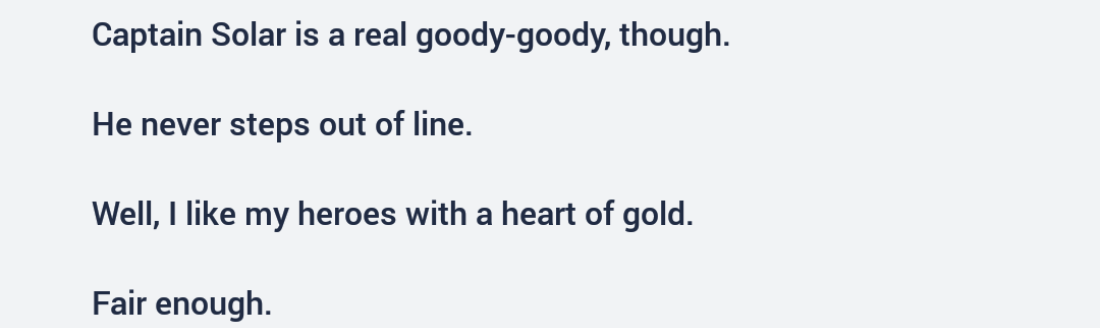 Captain Solar is a real goody-goody, though.
He never steps out of line.
Well, I like my heroes with a heart of gold.
Fair enough.